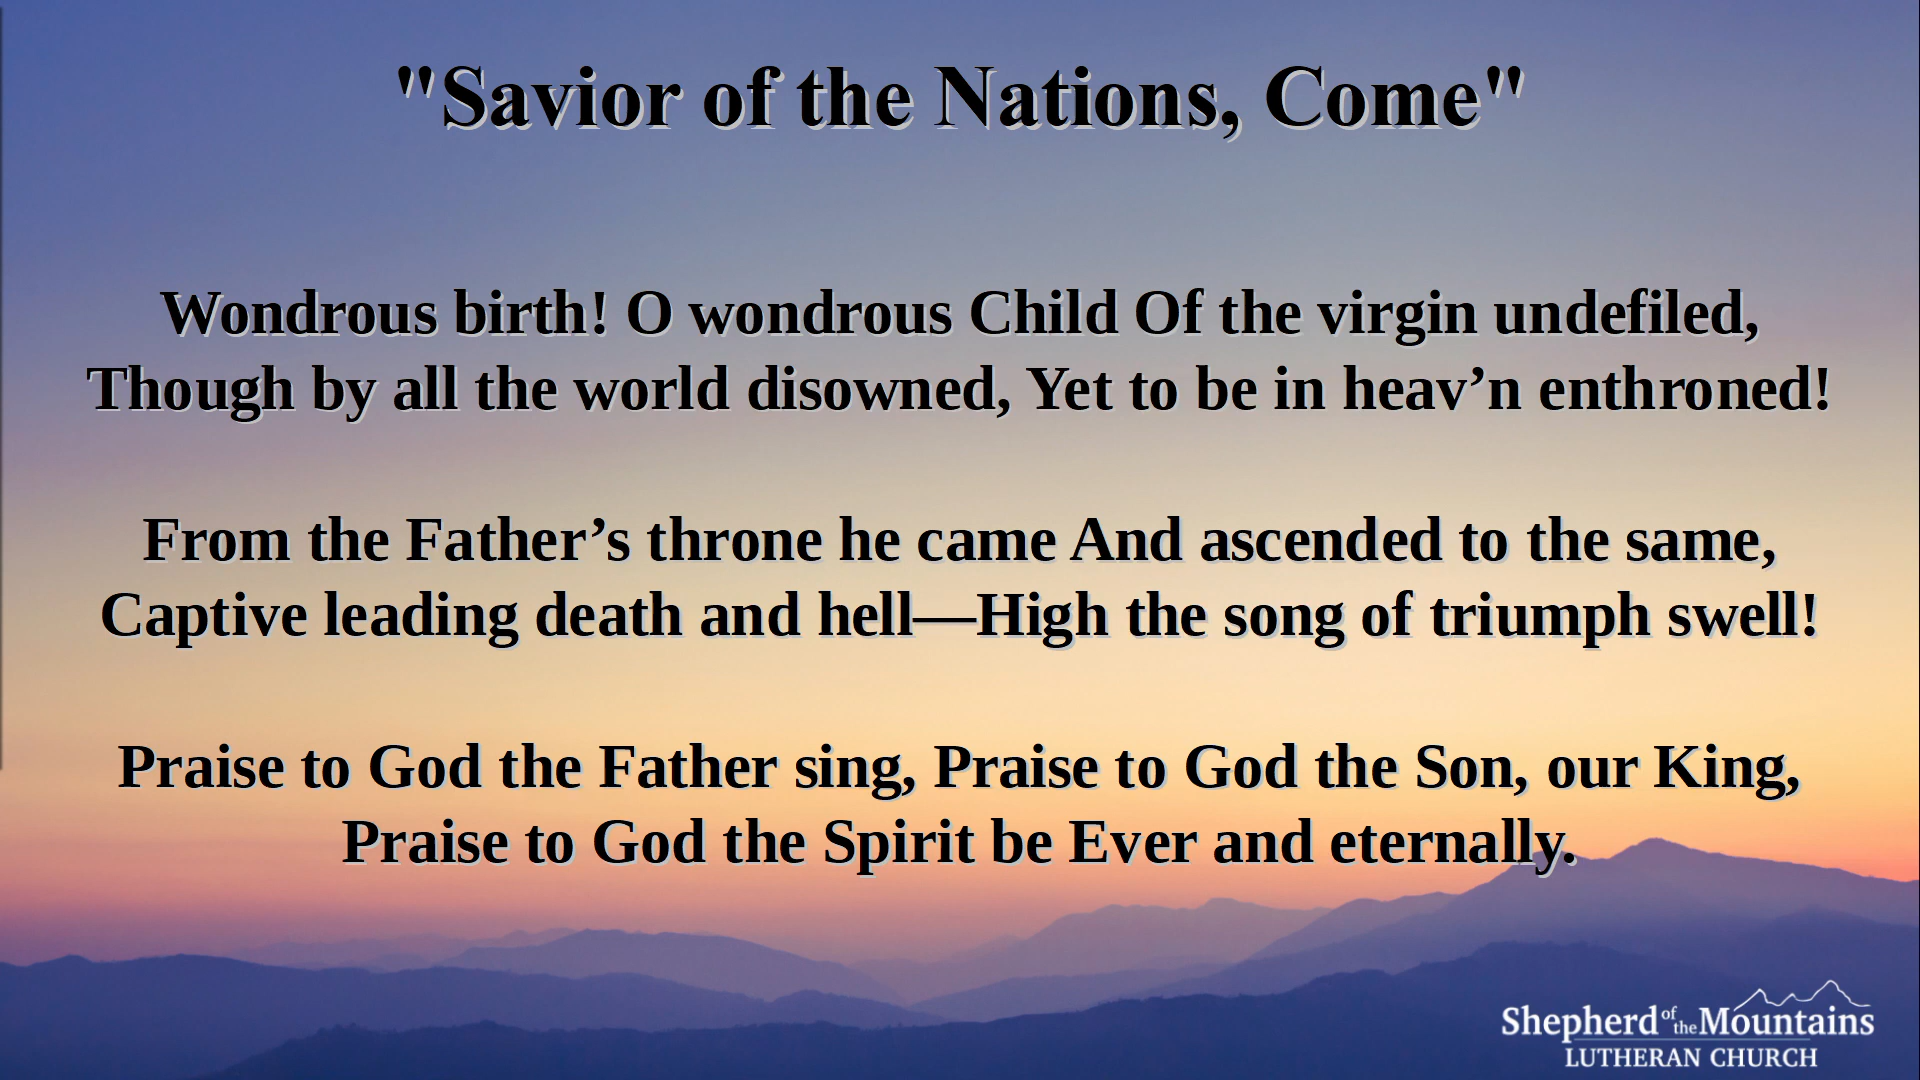 "Savior of the Nations, Come"
Wondrous birth! O wondrous Child Of the virgin undefiled,
Though by all the world disowned, Yet to be in heav’n enthroned!
From the Father’s throne he came And ascended to the same,
Captive leading death and hell—High the song of triumph swell!
Praise to God the Father sing, Praise to God the Son, our King,
Praise to God the Spirit be Ever and eternally.
Shepherd of the Mountains
LUTHERAN CHURCH